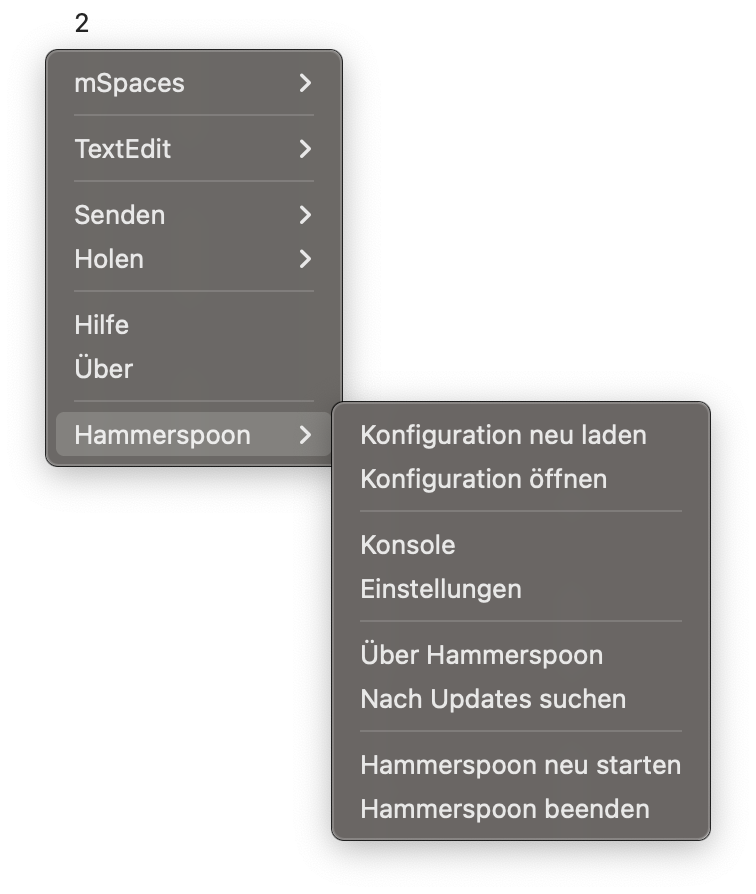 2
mSpaces
TextEdit
Senden
Holen
Hilfe
Über
Hammerspoon
Konfiguration neu laden
Konfiguration öffnen
Konsole
Einstellungen
Über Hammerspoon
Nach Updates suchen
Hammerspoon neu starten
Hammerspoon beenden